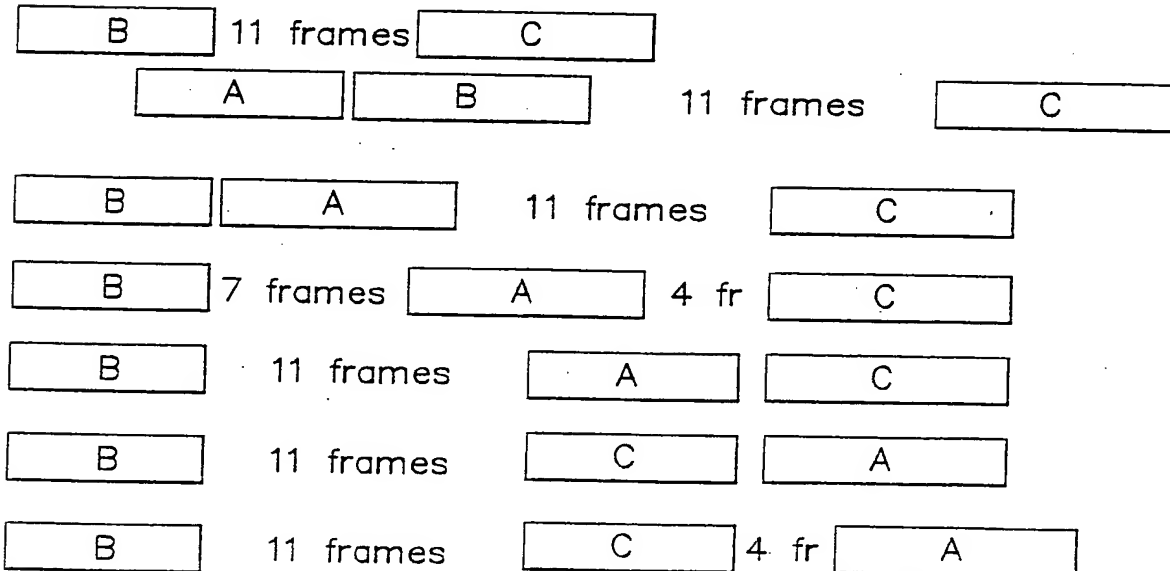 B 11 frames C
A B 11 frames C
B A 11 frames C
B 7 frames A 4 fr C
B 11 frames A C
B 11 frames C A
B 11 frames C 4 fr A